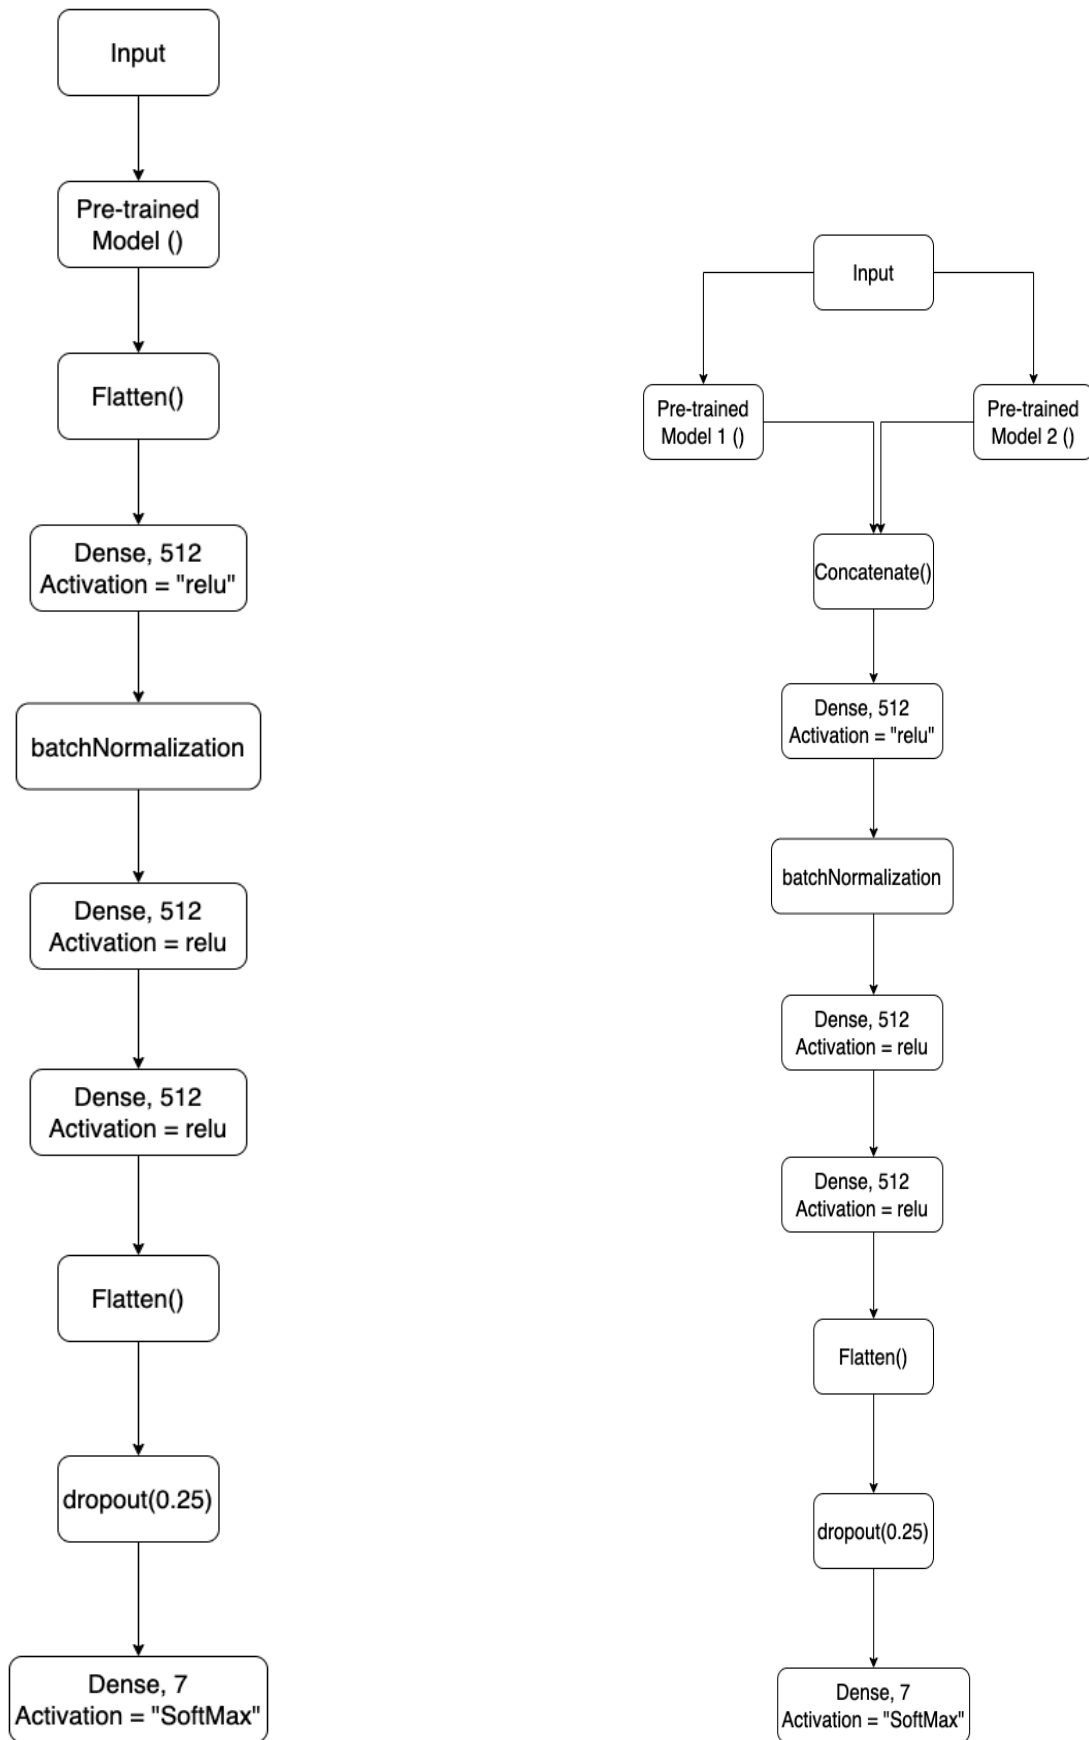 Input
Pre-trained
Model ()
Flatten()
Dense, 512
Activation = "relu"
batchNormalization
Dense, 512
Activation = relu
Dense, 512
Activation = relu
Flatten()
dropout(0.25)
Dense, 7
Activation = "SoftMax"
Input
Pre-trained
Model 1 ()
Pre-trained
Model 2 ()
Concatenate()
Dense, 512
Activation = "relu"
batchNormalization
Dense, 512
Activation = relu
Dense, 512
Activation = relu
Flatten()
dropout(0.25)
Dense, 7
Activation = "SoftMax"